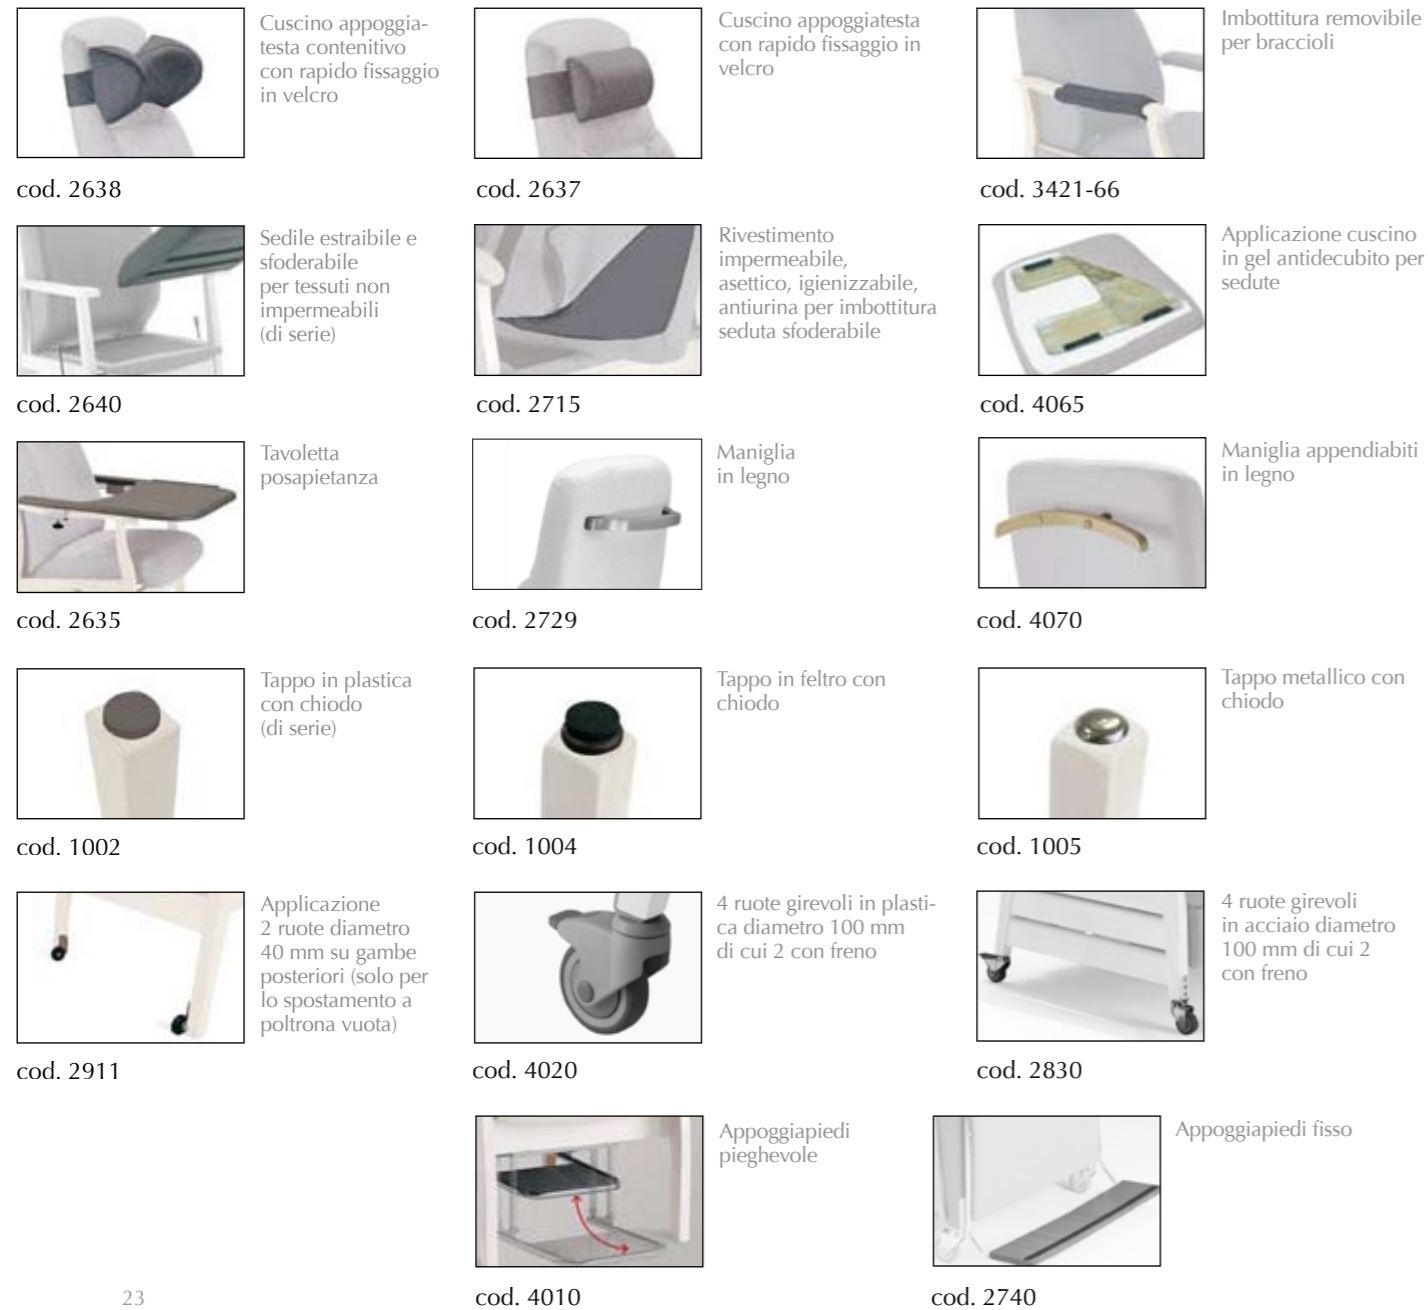 Cuscino appoggia-
testa contenitivo
con rapido fissaggio
in velcro
cod. 2638
Cuscino appoggiatesta
con rapido fissaggio in
velcro
cod. 2637
Imbottitura removibile
per braccioli
cod. 3421-66
Sedile estraibile e
sfoderabile
per tessuti non
impermeabili
(di serie)
cod. 2640
Rivestimento
impermeabile,
asettico, igienizzabile,
antiurina per imbottitura
seduta sfoderabile
cod. 2715
Applicazione cuscino
in gel antidecubito per
sedute
cod. 4065
Tavoletta
posapietanza
cod. 2635
Maniglia
in legno
cod. 2729
Maniglia appendiabiti
in legno
cod. 4070
Tappo in plastica
con chiodo
(di serie)
cod. 1002
Tappo in feltro con
chiodo
cod. 1004
Tappo metallico con
chiodo
cod. 1005
Applicazione
2 ruote diametro
40 mm su gambe
posteriori (solo per
lo spostamento a
poltrona vuota)
cod. 2911
4 ruote girevoli in plasti-
ca diametro 100 mm
di cui 2 con freno
cod. 4020
4 ruote girevoli
in acciaio diametro
100 mm di cui 2
con freno
cod. 2830
Appoggiapiedi
pieghevole
cod. 4010
Appoggiapiedi fisso
cod. 2740
23